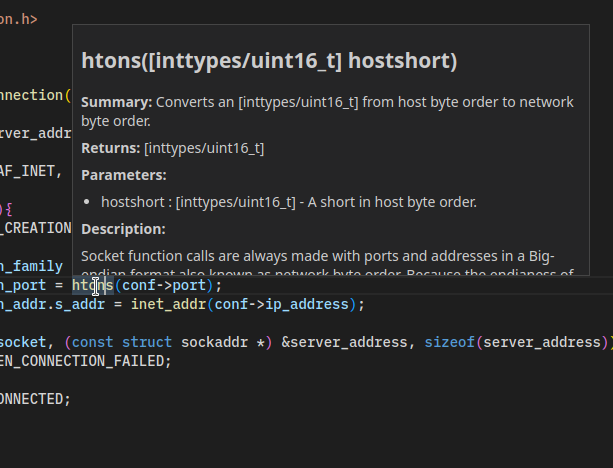 on.h>
htons([inttypes/uint16_t] hostshort)
nnection(
Summary: Converts an [inttypes/uint16_t] from host byte order to network
byte order.
rver_addr
Returns: [inttypes/uint16_t]
AF_INET,
Parameters:
• hostshort : [inttypes/uint16_t] - A short in host byte order.
){
_CREATION
Description:
Socket function calls are always made with ports and addresses in a Big-
n_family
endian format also known as network byte order. Because the endianess of
n_port = htons(conf->port);
n_addr.s_addr = inet_addr(conf->ip_address);
socket, (const struct sockaddr *) &server_address, sizeof(server_address))
EN_CONNECTION_FAILED;
ONNECTED;